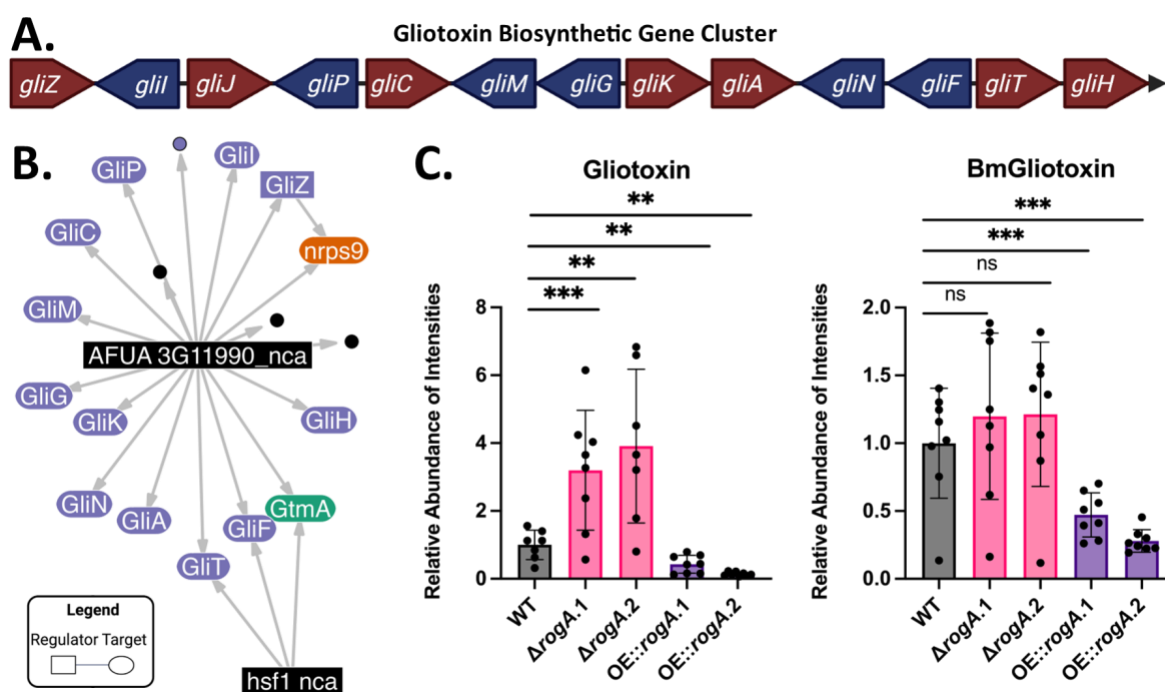 A.
Gliotoxin Biosynthetic Gene Cluster
gliZ gliI gliJ gliP gliC gliM gliG gliK gliA gliN gliF gliT gliH
B.
GliP
GliI
GliZ
GliC
nrps9
GliM
AFUA 3G11990_nca
GliG
GliK
GliH
GliN
GliA
GliF
GtmA
GliT
hsf1 nca
Legend
Regulator Target
C.
Gliotoxin
**
**
**
***
Relative Abundance of Intensities
8
6
4
2
0
WT
ΔrogA.1
ΔrogA.2
OE::rogA.1
OE::rogA.2
BmGliotoxin
***
***
ns
ns
Relative Abundance of Intensities
2.0
1.5
1.0
0.5
0.0
WT
ΔrogA.1
ΔrogA.2
OE::rogA.1
OE::rogA.2